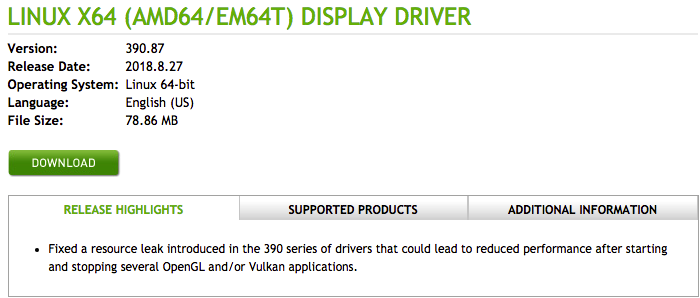 LINUX X64 (AMD64/EM64T) DISPLAY DRIVER
Version: 390.87
Release Date: 2018.8.27
Operating System: Linux 64-bit
Language: English (US)
File Size: 78.86 MB
DOWNLOAD
RELEASE HIGHLIGHTS SUPPORTED PRODUCTS ADDITIONAL INFORMATION
• Fixed a resource leak introduced in the 390 series of drivers that could lead to reduced performance after starting
and stopping several OpenGL and/or Vulkan applications.